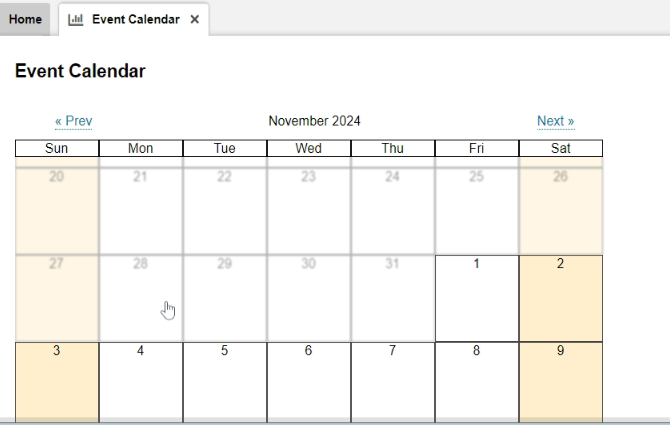 Home Event Calendar ×
Event Calendar
« Prev November 2024 Next »
Sun Mon Tue Wed Thu Fri Sat
20 21 22 23 24 25 26
27 28 29 30 31 1 2
3 4 5 6 7 8 9